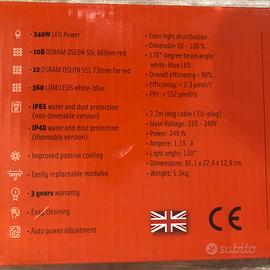 240W LED Power
108 OSRAM OSLON SSL 660nm red
12 OSRAM OSLON SSL 730nm far red
360 LUMILEDS white-blue
IP65 water and dust protection
(non dimmable version)
IP40 water and dust protection
(dimmable version)
Improved passive cooling
Easily replaceable modules
3 years warranty
Easy cleaning
Auto power adjustment
• Even light distribution
• Dimmable 10 - 100 %
• 120° degree beam angle
white-blue LED
• Overall efficiency > 90%
• Efficiency: > 2,3 µmol/J
• PPF: > 552 µmol/s
• 3,2m long cable ( EU-plug)
• Main Voltage: 220 - 240V
• Power: 240 W
• Ampere: 1,15 A
• Light angle: 120°
• Dimensions: 61,1 x 22,4 x 12,8 cm
• Weight: 5.5kg
CE
subito